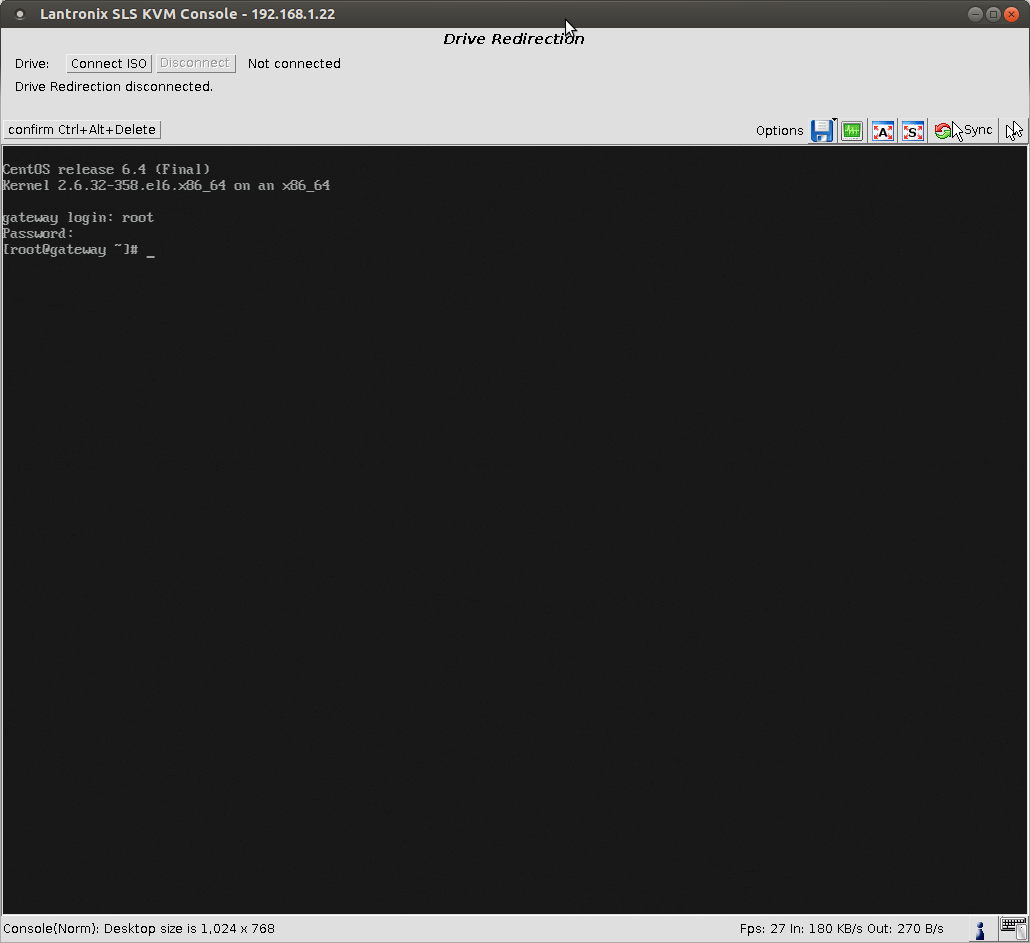 Lantronix SLS KVM Console - 192.168.1.22
Drive Redirection
Drive: Connect ISO Disconnect Not connected
Drive Redirection disconnected.
confirm Ctrl+Alt+Delete Options A S Sync
CentOS release 6.4 (Final)
Kernel 2.6.32-358.el6.x86_64 on an x86_64
gateway login: root
Password:
[root@gateway ~]# _
Console(Norm): Desktop size is 1,024 x 768 Fps: 27 In: 180 KB/s Out: 270 B/s